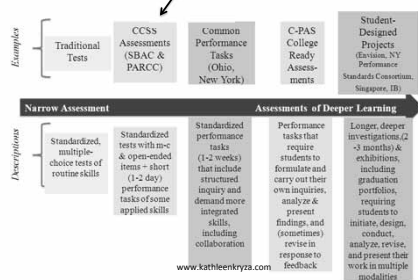 Examples
Traditional
Tests
CCSS
Assessments
(SBAC &
PARCC)
Common
Performance
Tasks
(Ohio,
New York)
C-PAS
College
Ready
Assess-
ments
Student-
Designed
Projects
(Envision, NY
Performance
Standards Consortium,
Singapore, IB)
Narrow Assessment
Assessments of Deeper Learning
Descriptions
Standardized,
multiple-
choice tests of
routine skills
Standardized
tests with m-c
& open-ended
items + short
(1-2 day)
performance
tasks of some
applied skills
Standardized
performance
tasks
(1-2 weeks)
that include
structured
inquiry and
demand more
integrated
skills,
including
collaboration
Performance
tasks that
require
students to
formulate and
carry out their
own inquiries,
analyze &
present
findings, and
(sometimes)
revise in
response to
feedback
Longer, deeper
investigations,(2
-3 months) &
exhibitions,
including
graduation
portfolios,
requiring
students to
initiate, design,
conduct,
analyze, revise,
and present their
work in multiple
modalities
www.kathleenkryza.com